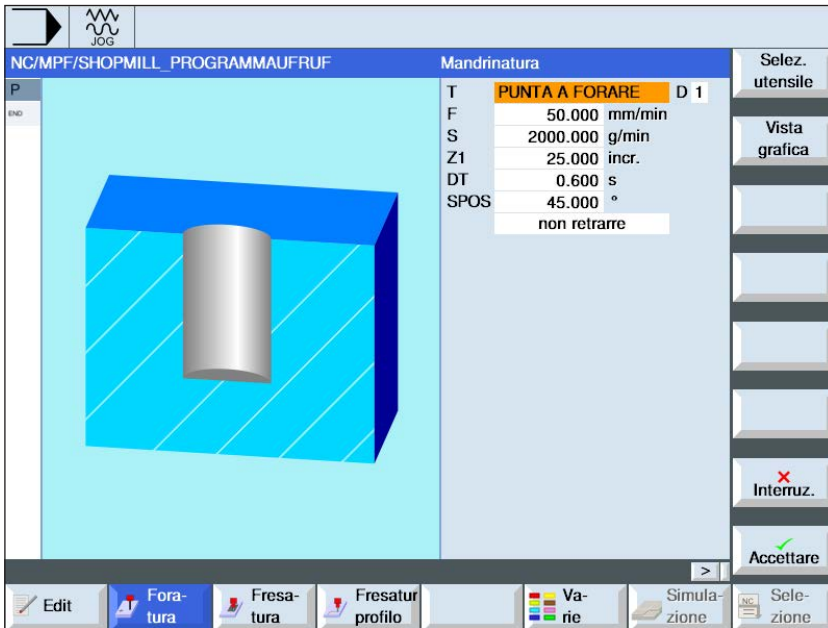 JOG
NC/MPF/SHOPMILL_PROGRAMMAUFRUF
Mandrinatura
P
END
T PUNTA A FORARE D 1
F 50.000 mm/min
S 2000.000 g/min
Z1 25.000 incr.
DT 0.600 s
SPOS 45.000 °
non retrarre
Selez.
utensile
Vista
grafica
Interruz.
Accettare
>
Edit
Fora-
tura
Fresa-
tura
Fresatur
profilo
Va-
rie
Simula-
zione
NC
Sele-
zione